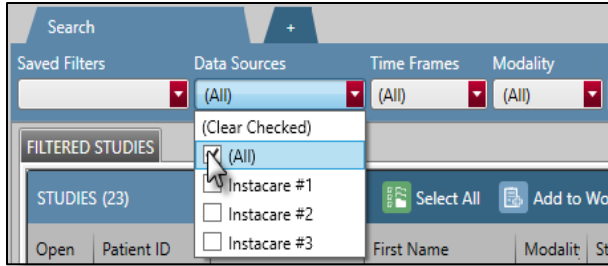 Search +
Saved Filters Data Sources Time Frames Modality
(All) (All) (All)
(Clear Checked)
FILTERED STUDIES (All)
STUDIES (23) Instacare #1 Select All Add to Wo
Instacare #2
Open Patient ID Instacare #3 First Name Modalit St